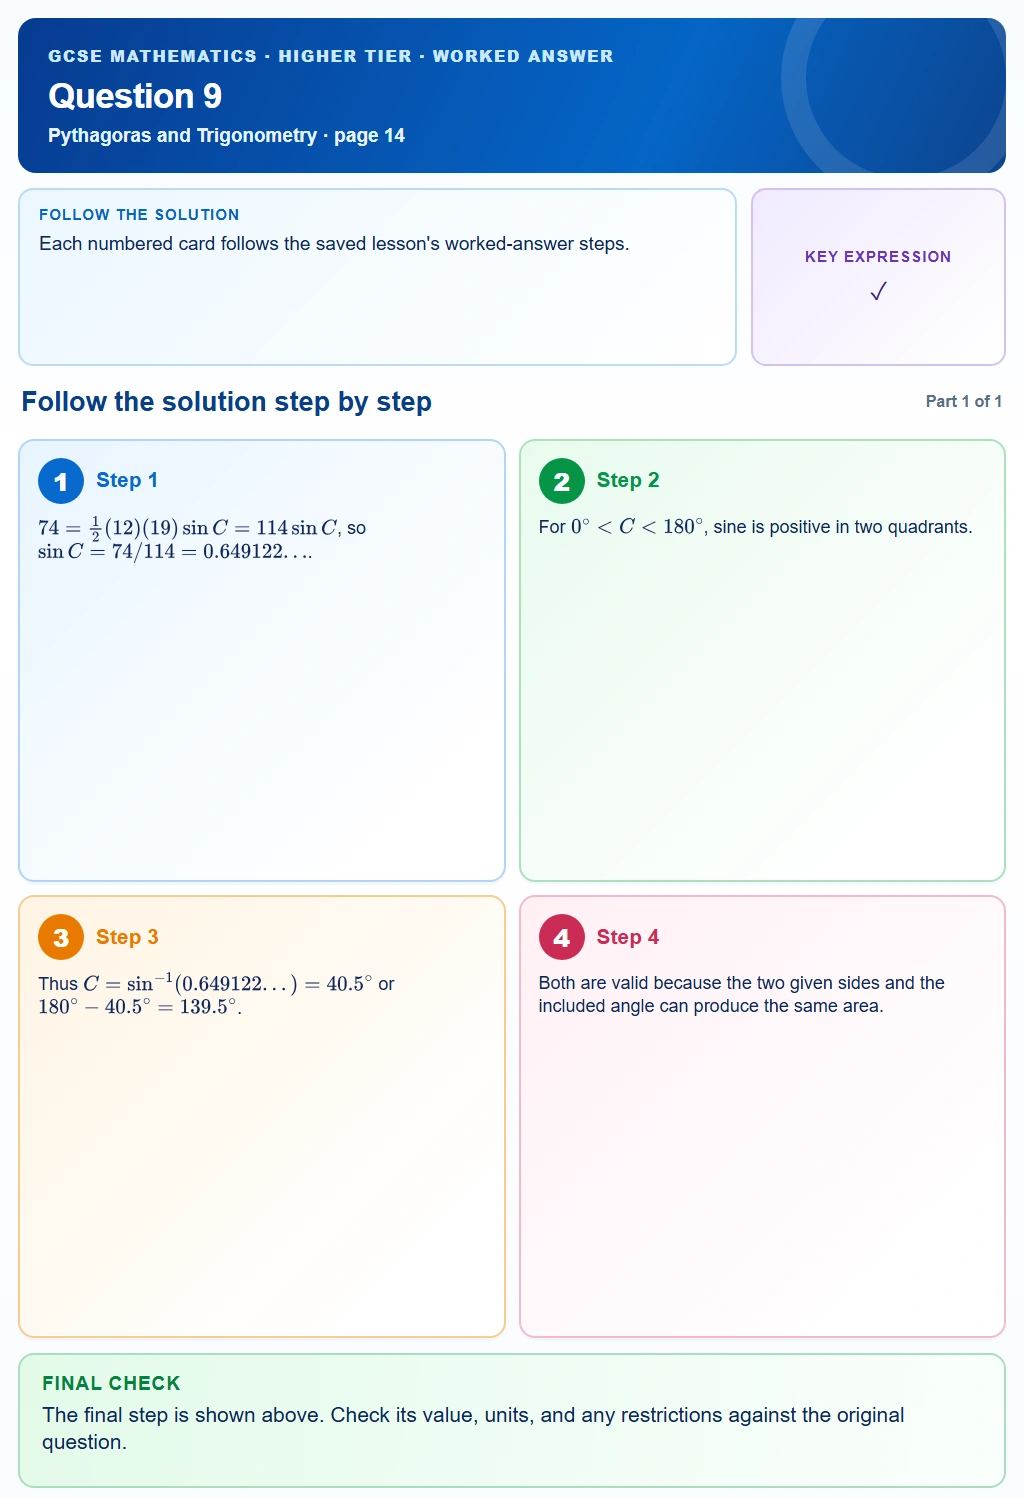 GCSE MATHEMATICS · HIGHER TIER · WORKED ANSWER
Question 9
Pythagoras and Trigonometry · page 14
FOLLOW THE SOLUTION
Each numbered card follows the saved lesson's worked-answer steps.
KEY EXPRESSION
✓
Follow the solution step by step
Part 1 of 1
1 Step 1
74 = ½(12)(19) sin C = 114 sin C, so
sin C = 74/114 = 0.649122. . ..
2 Step 2
For 0° < C < 180°, sine is positive in two quadrants.
3 Step 3
Thus C = sin⁻¹(0.649122. . . ) = 40.5° or
180° − 40.5° = 139.5°.
4 Step 4
Both are valid because the two given sides and the
included angle can produce the same area.
FINAL CHECK
The final step is shown above. Check its value, units, and any restrictions against the original
question.